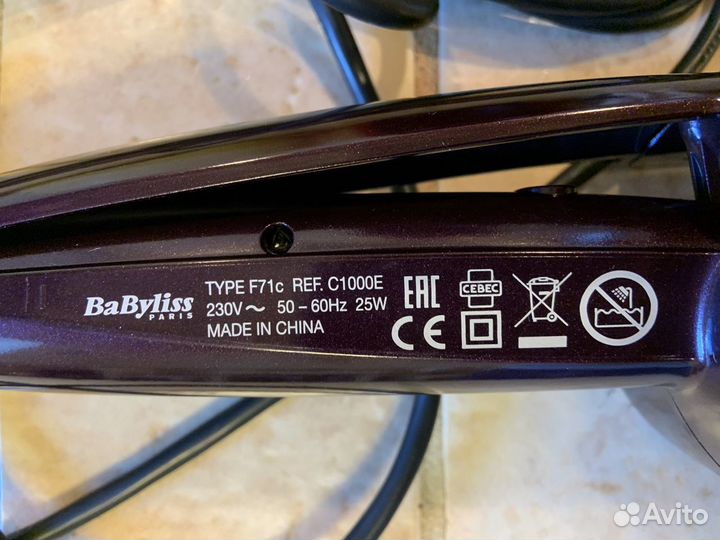 BaByliss
PARIS
TYPE F71c REF. C1000E
230V~ 50-60Hz 25W
MADE IN CHINA
EAC
CE
CEBEC
Avito